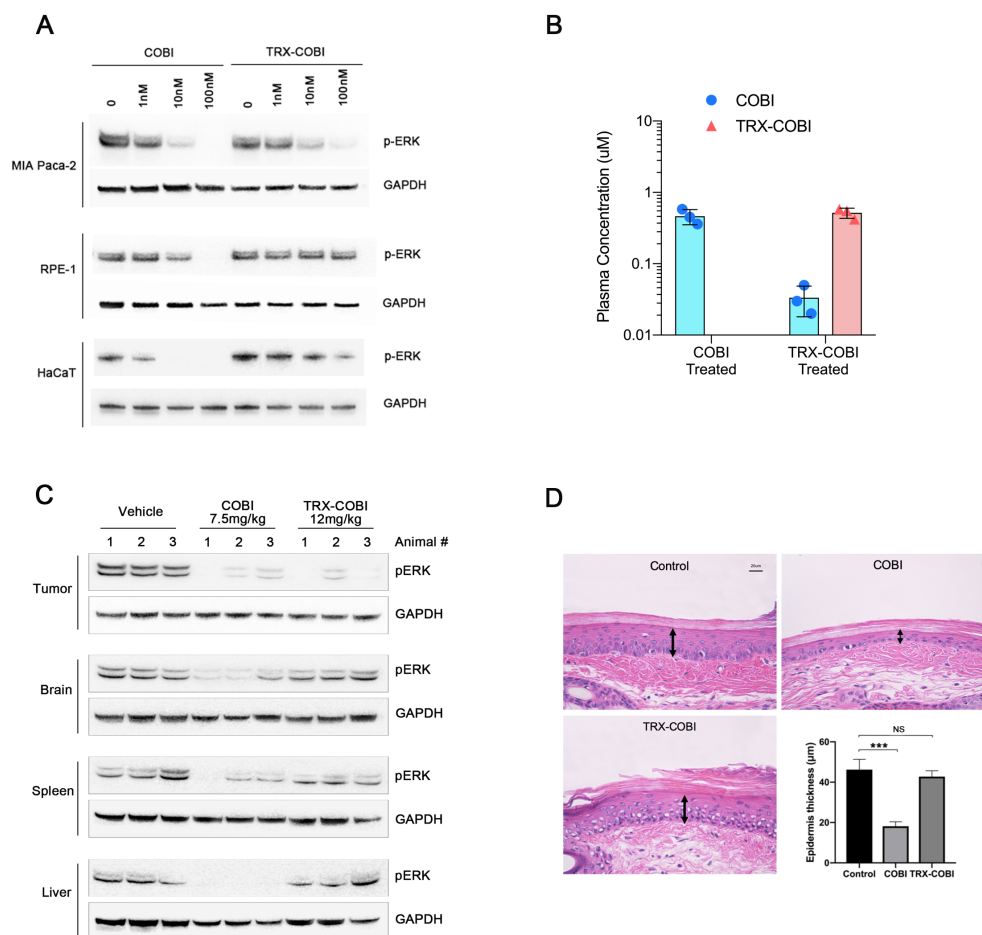 A
COBI TRX-COBI
0 1nM 10nM 100nM 0 1nM 10nM 100nM
MIA Paca-2
p-ERK
GAPDH
RPE-1
p-ERK
GAPDH
HaCaT
p-ERK
GAPDH
B
COBI
TRX-COBI
Plasma Concentration (uM)
10
1
0.1
0.01
COBI Treated
TRX-COBI Treated
C
Vehicle COBI TRX-COBI
7.5mg/kg 12mg/kg
1 2 3 1 2 3 1 2 3 Animal #
Tumor
pERK
GAPDH
Brain
pERK
GAPDH
Spleen
pERK
GAPDH
Liver
pERK
GAPDH
D
Control
COBI
TRX-COBI
NS
***
Epidermis thickness (μm)
60
40
20
0
Control COBI TRX-COBI